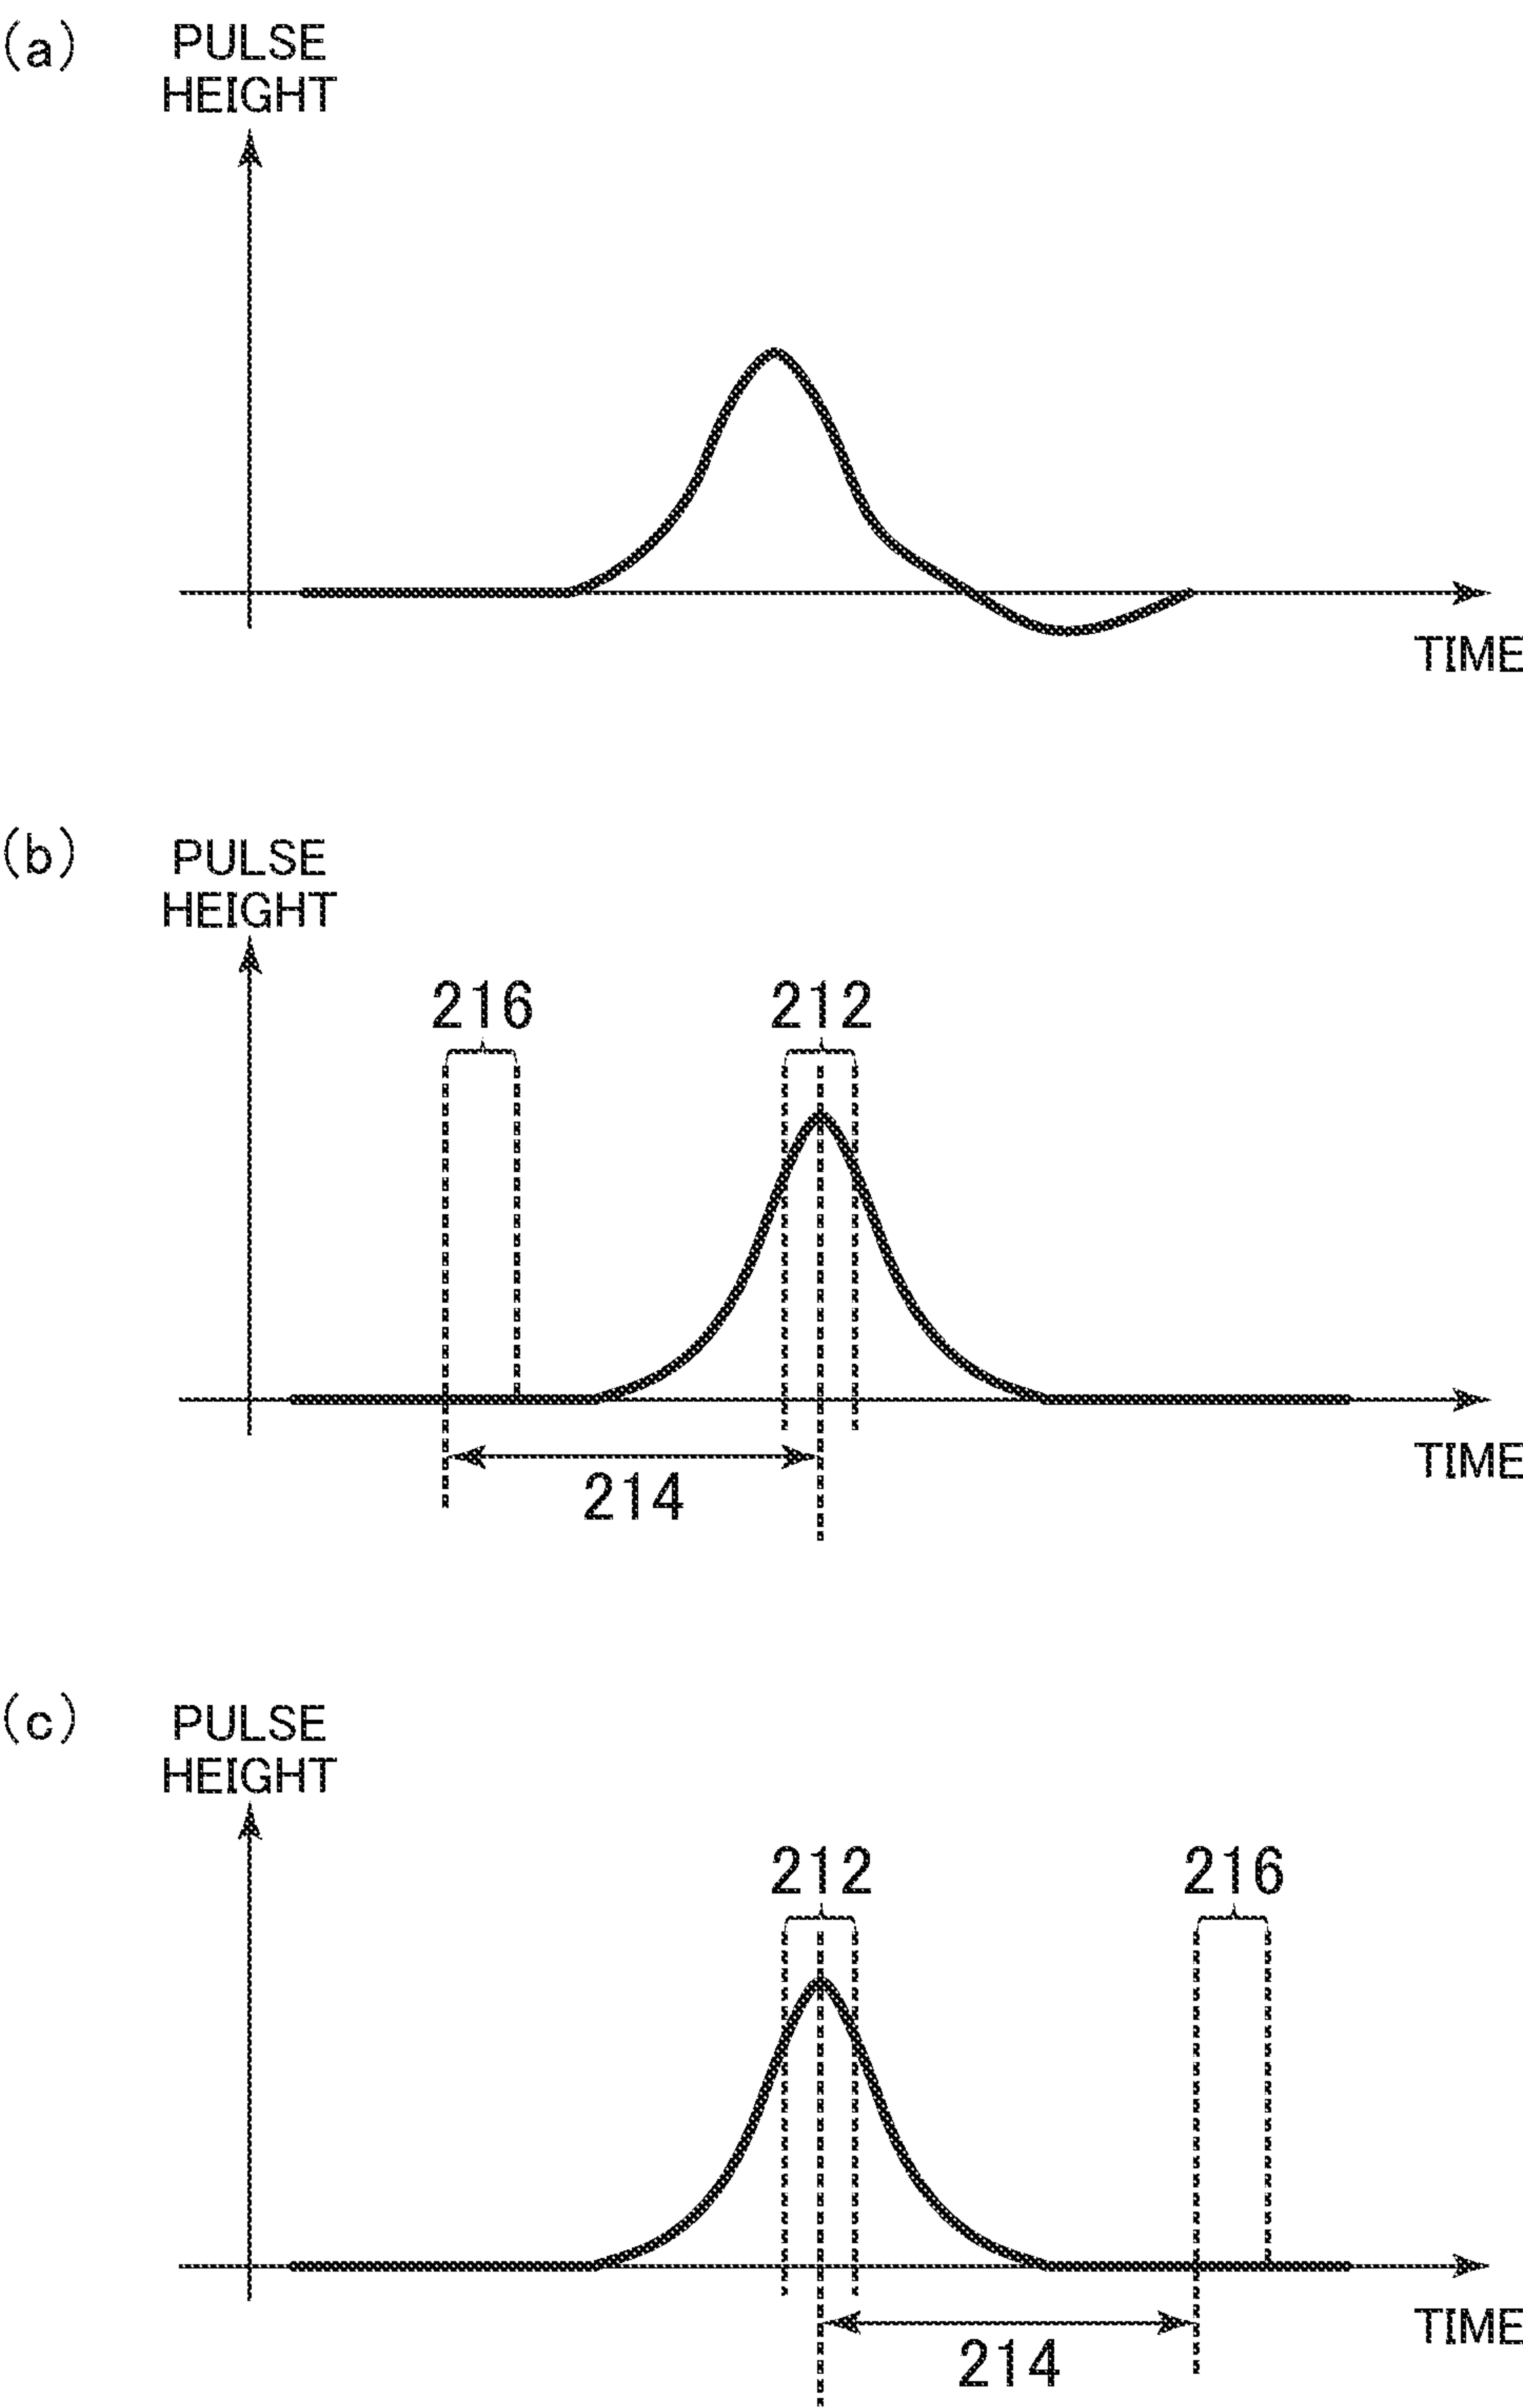 (a)
PULSE
HEIGHT
TIME
(b)
PULSE
HEIGHT
216
212
TIME
214
(c)
PULSE
HEIGHT
212
216
TIME
214